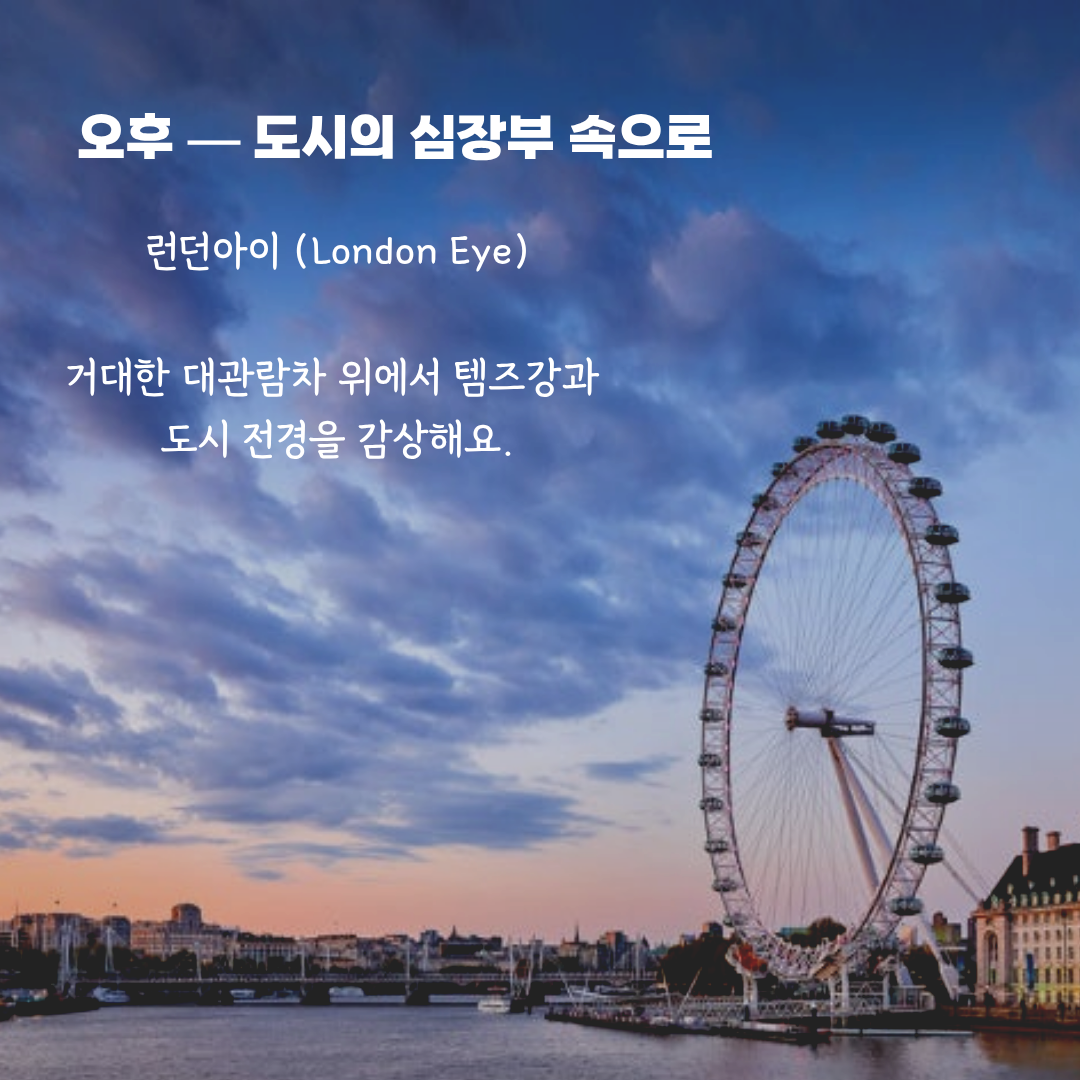 오후 — 도시의 심장부 속으로
런던아이 (London Eye)
거대한 대관람차 위에서 템즈강과
도시 전경을 감상해요.